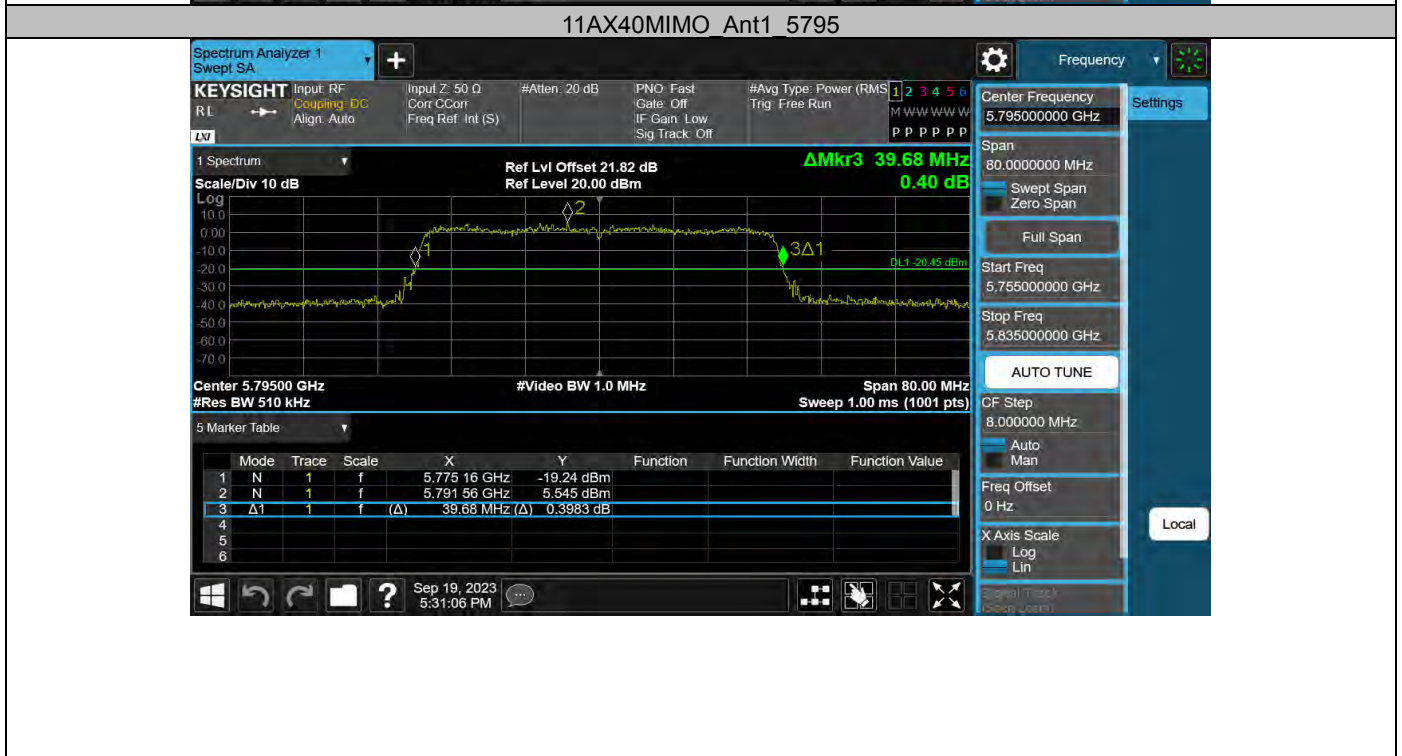 11AX40MIMO_Ant1_5795
Spectrum Analyzer 1
Swept SA
+
Frequency
KEYSIGHT Input: RF Input Z: 50 Ω #Atten: 20 dB PNO: Fast #Avg Type: Power (RMS 1 2 3 4 5 6
RL Coupling: DC Corr CCorr Gate: Off Trig: Free Run M W W W W W
Align: Auto Freq Ref: Int (S) IF Gain: Low
LXI Sig Track: Off P P P P P P
Center Frequency
5.795000000 GHz
Settings
1 Spectrum
Ref Lvl Offset 21.82 dB ΔMkr3 39.68 MHz
Scale/Div 10 dB Ref Level 20.00 dBm 0.40 dB
Span
80.0000000 MHz
Swept Span
Zero Span
Full Span
Start Freq
5.755000000 GHz
Stop Freq
5.835000000 GHz
AUTO TUNE
CF Step
8.000000 MHz
Auto
Man
Freq Offset
0 Hz
X Axis Scale
Log
Lin
Local
Log
10.0
0.00
-10.0
-20.0
-30.0
-40.0
-50.0
-60.0
-70.0
2
1
3Δ1
DL1 -20.45 dBm
Center 5.79500 GHz #Video BW 1.0 MHz Span 80.00 MHz
#Res BW 510 kHz Sweep 1.00 ms (1001 pts)
5 Marker Table
Mode Trace Scale X Y Function Function Width Function Value
1 N 1 f 5.775 16 GHz -19.24 dBm
2 N 1 f 5.791 56 GHz 5.545 dBm
3 Δ1 1 f (Δ) 39.68 MHz (Δ) 0.3983 dB
4
5
6
? Sep 19, 2023
5:31:06 PM
Signal Track
(Span Zoom)